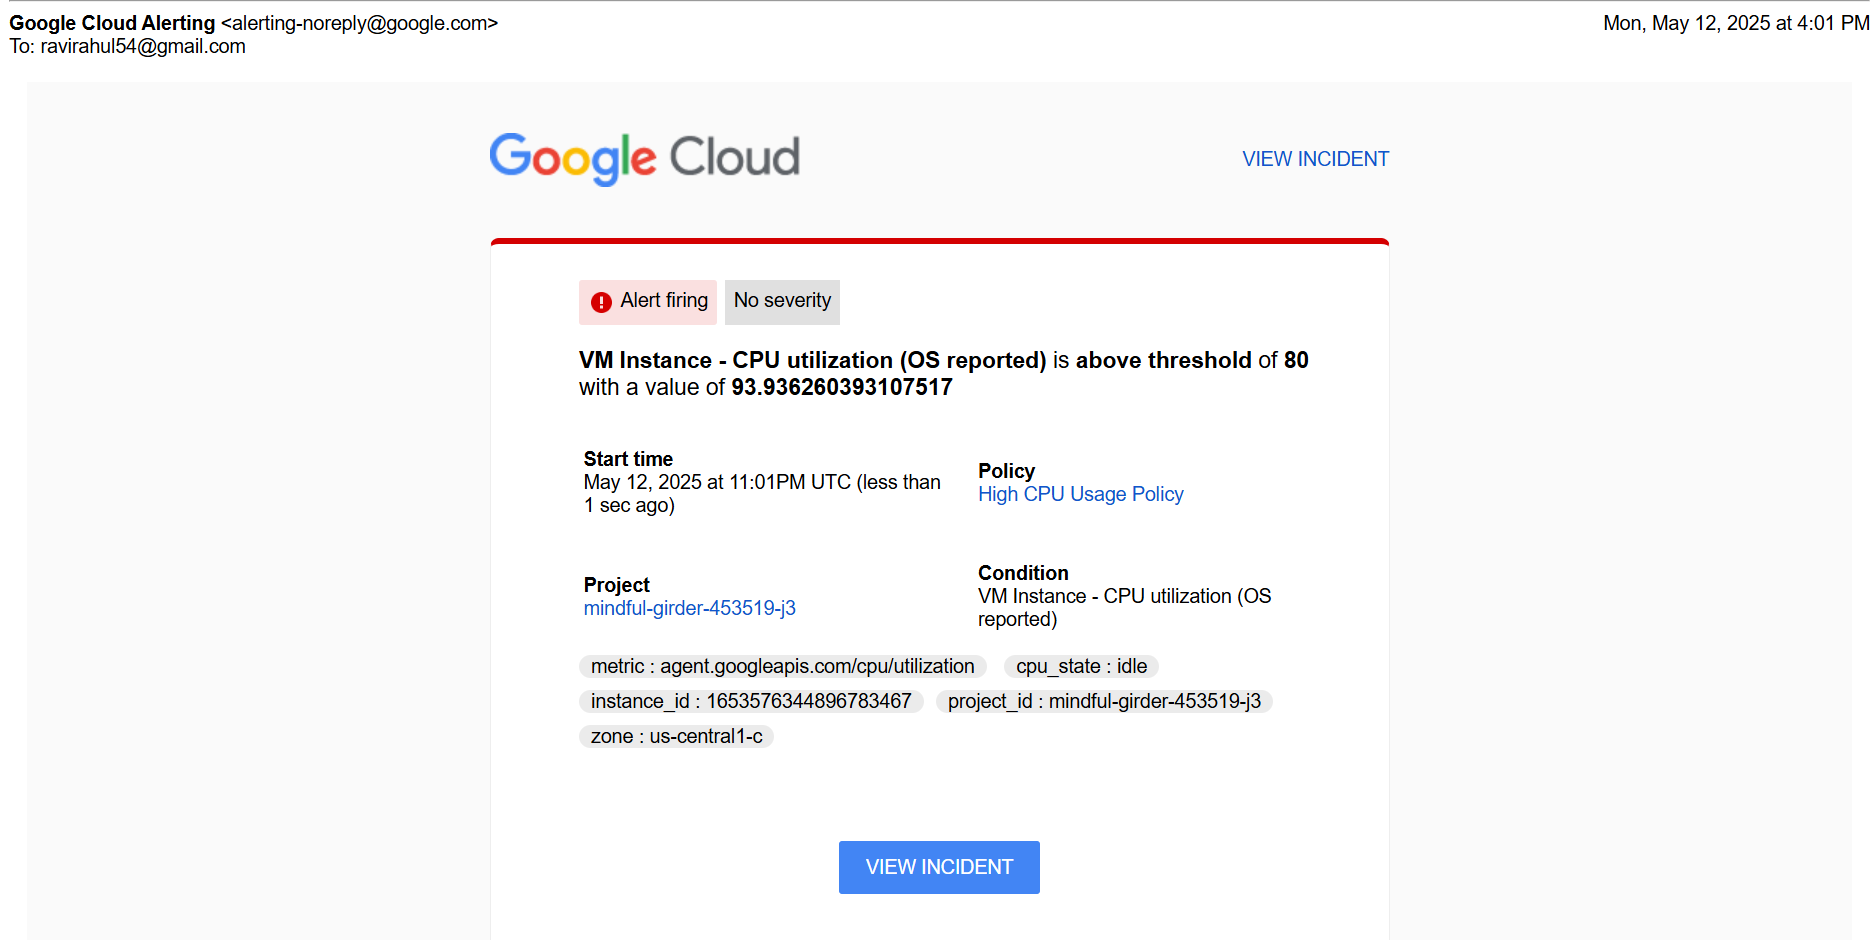 Google Cloud Alerting <alerting-noreply@google.com>
Mon, May 12, 2025 at 4:01 PM
To: ravirahul54@gmail.com
Google Cloud
VIEW INCIDENT
Alert firing
No severity
VM Instance - CPU utilization (OS reported) is above threshold of 80
with a value of 93.936260393107517
Start time
May 12, 2025 at 11:01PM UTC (less than
1 sec ago)
Policy
High CPU Usage Policy
Project
mindful-girder-453519-j3
Condition
VM Instance - CPU utilization (OS
reported)
metric : agent.googleapis.com/cpu/utilization
cpu_state : idle
instance_id : 1653576344896783467
project_id : mindful-girder-453519-j3
zone : us-central1-c
VIEW INCIDENT